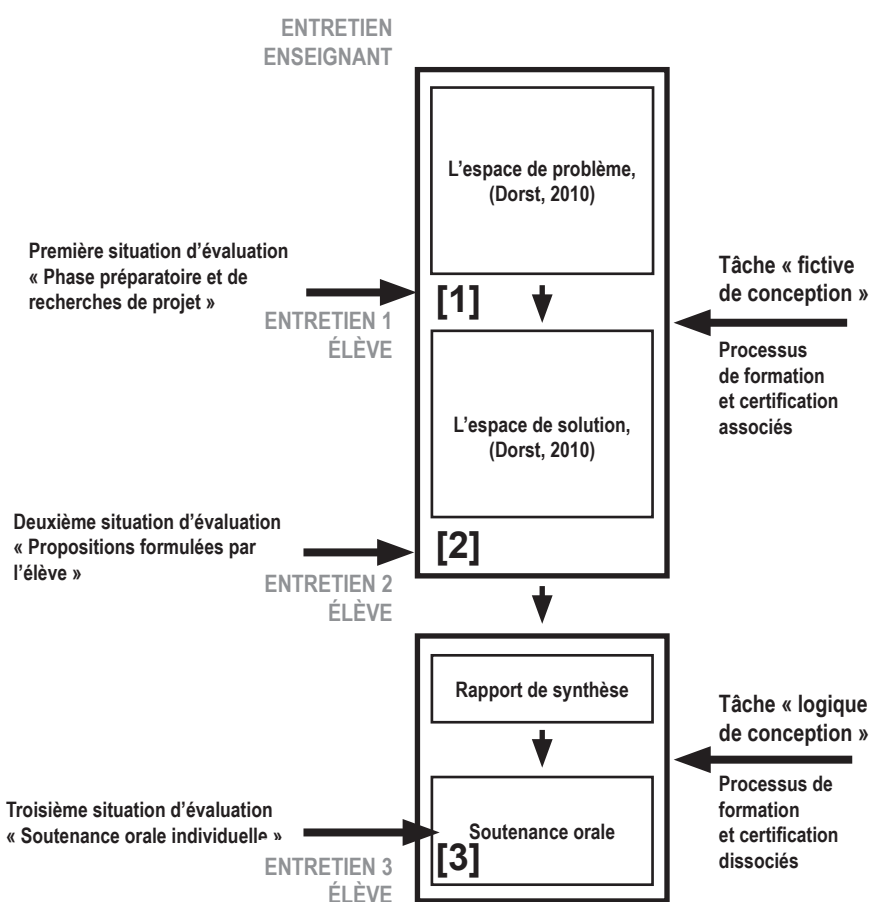 ENTRETIEN
ENSEIGNANT
L’espace de problème,
(Dorst, 2010)
Première situation d’évaluation
« Phase préparatoire et de
recherches de projet »
[1]
ENTRETIEN 1
ÉLÈVE
Tâche « fictive
de conception »
Processus
de formation
et certification
associés
L’espace de solution,
(Dorst, 2010)
Deuxième situation d’évaluation
« Propositions formulées par
l’élève »
[2]
ENTRETIEN 2
ÉLÈVE
Rapport de synthèse
Tâche « logique
de conception »
Processus de
formation
et certification
dissociés
Troisième situation d’évaluation
« Soutenance orale individuelle »
Soutenance orale
[3]
ENTRETIEN 3
ÉLÈVE